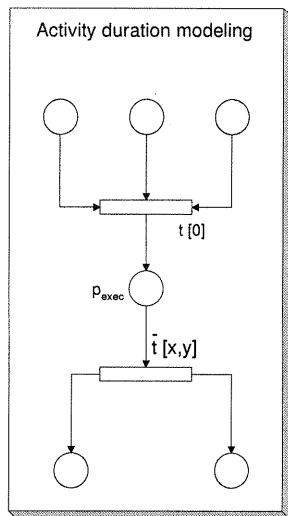 Activity duration modeling
t [0]
p_exec
t̄ [x,y]